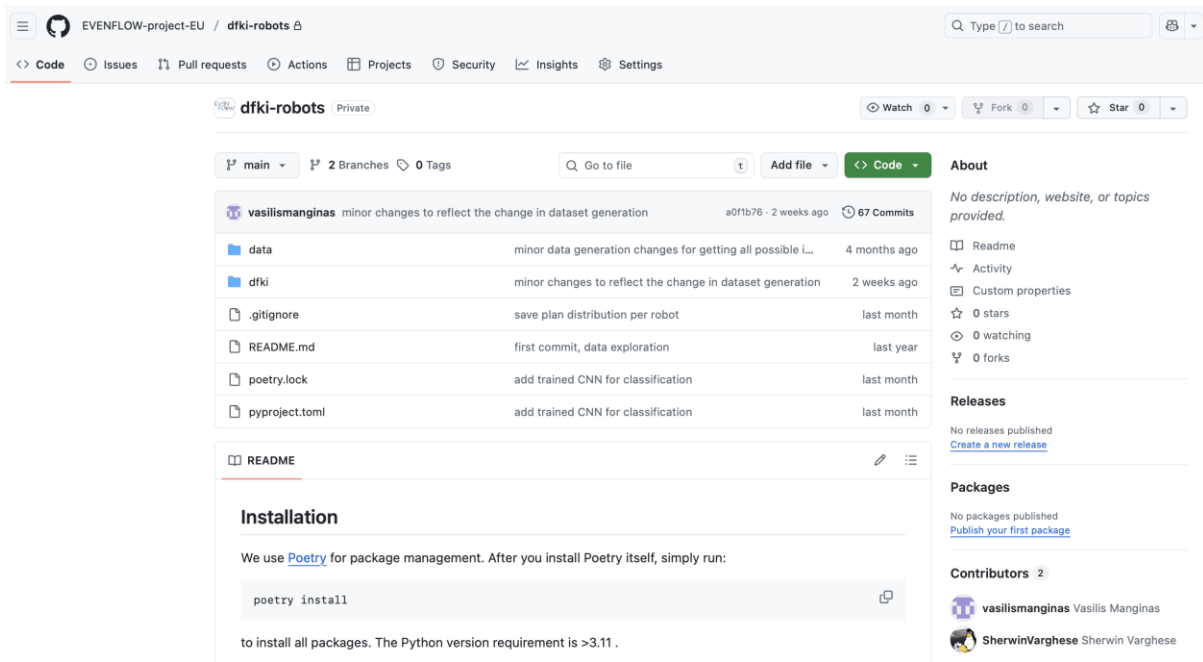 EVENFLOW-project-EU / dfki-robots
Type / to search
Code Issues Pull requests Actions Projects Security Insights Settings
dfki-robots Private
Watch 0 Fork 0 Star 0
main 2 Branches 0 Tags Go to file t Add file Code
vasilismanginas minor changes to reflect the change in dataset generation a0f1b76 · 2 weeks ago 67 Commits
data minor data generation changes for getting all possible i... 4 months ago
dfki minor changes to reflect the change in dataset generation 2 weeks ago
.gitignore save plan distribution per robot last month
README.md first commit, data exploration last year
poetry.lock add trained CNN for classification last month
pyproject.toml add trained CNN for classification last month
README
Installation
We use Poetry for package management. After you install Poetry itself, simply run:
poetry install
to install all packages. The Python version requirement is >3.11 .
About
No description, website, or topics
provided.
Readme
Activity
Custom properties
0 stars
0 watching
0 forks
Releases
No releases published
Create a new release
Packages
No packages published
Publish your first package
Contributors 2
vasilismanginas Vasilis Manginas
SherwinVarghese Sherwin Varghese